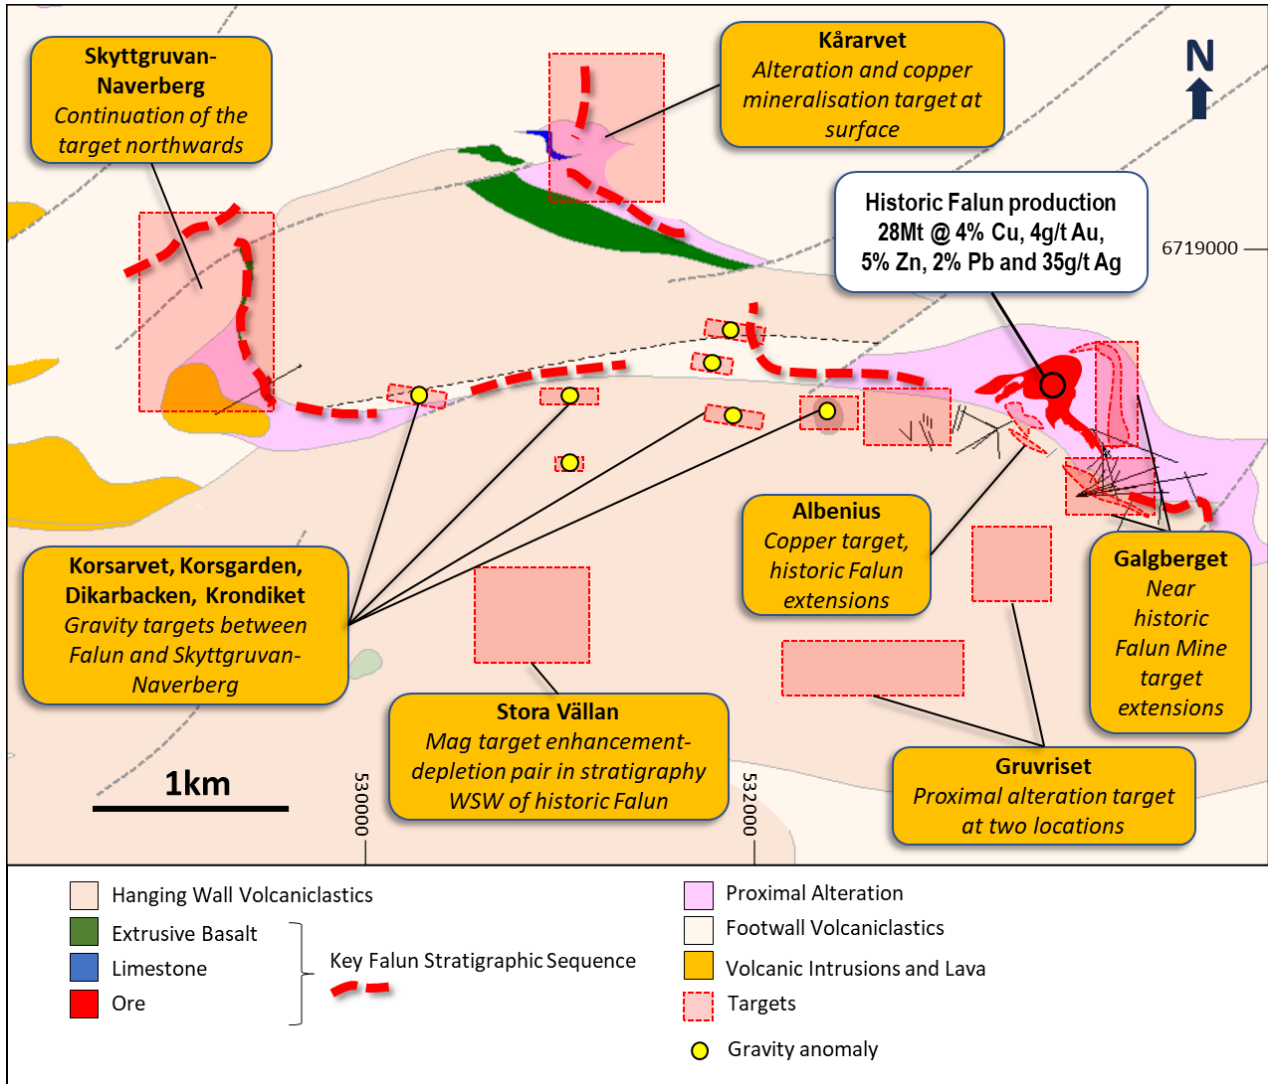 Skyttgruvan-
Naverberg
Continuation of the
target northwards
Kårarvet
Alteration and copper
mineralisation target at
surface
N
Historic Falun production
28Mt @ 4% Cu, 4g/t Au,
5% Zn, 2% Pb and 35g/t Ag
6719000
Korsarvet, Korsgarden,
Dikarbacken, Krondiket
Gravity targets between
Falun and Skyttgruvan-
Naverberg
Albenius
Copper target,
historic Falun
extensions
Galgberget
Near
historic
Falun Mine
target
extensions
Stora Vällan
Mag target enhancement-
depletion pair in stratigraphy
WSW of historic Falun
Gruvriset
Proximal alteration target
at two locations
1km
530000
532000
Hanging Wall Volcaniclastics
Extrusive Basalt
Limestone
Ore
Key Falun Stratigraphic Sequence
Proximal Alteration
Footwall Volcaniclastics
Volcanic Intrusions and Lava
Targets
Gravity anomaly